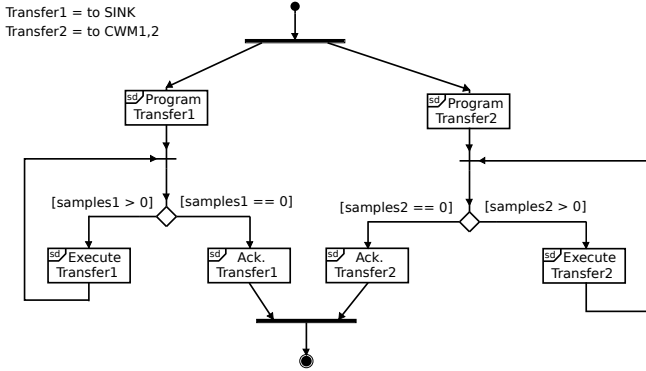 Transfer1 = to SINK
Transfer2 = to CWM1,2
sd Program
Transfer1
sd Program
Transfer2
[samples1 > 0] [samples1 == 0] [samples2 == 0] [samples2 > 0]
sd Execute
Transfer1
sd Ack.
Transfer1
sd Ack.
Transfer2
sd Execute
Transfer2